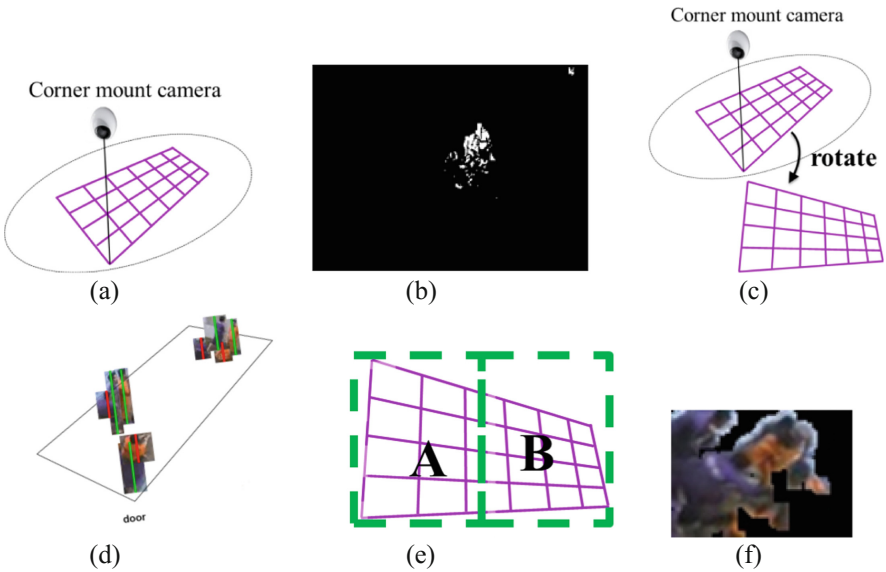 Corner mount camera
(a)
(b)
Corner mount camera
rotate
(c)
door
(d)
A
B
(e)
(f)